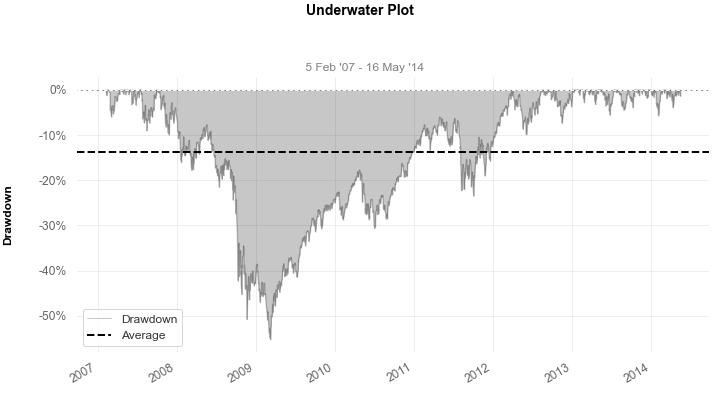 Underwater Plot
5 Feb '07 - 16 May '14
0%
-10%
-20%
-30%
-40%
-50%
Drawdown
Drawdown
Average
2007
2008
2009
2010
2011
2012
2013
2014